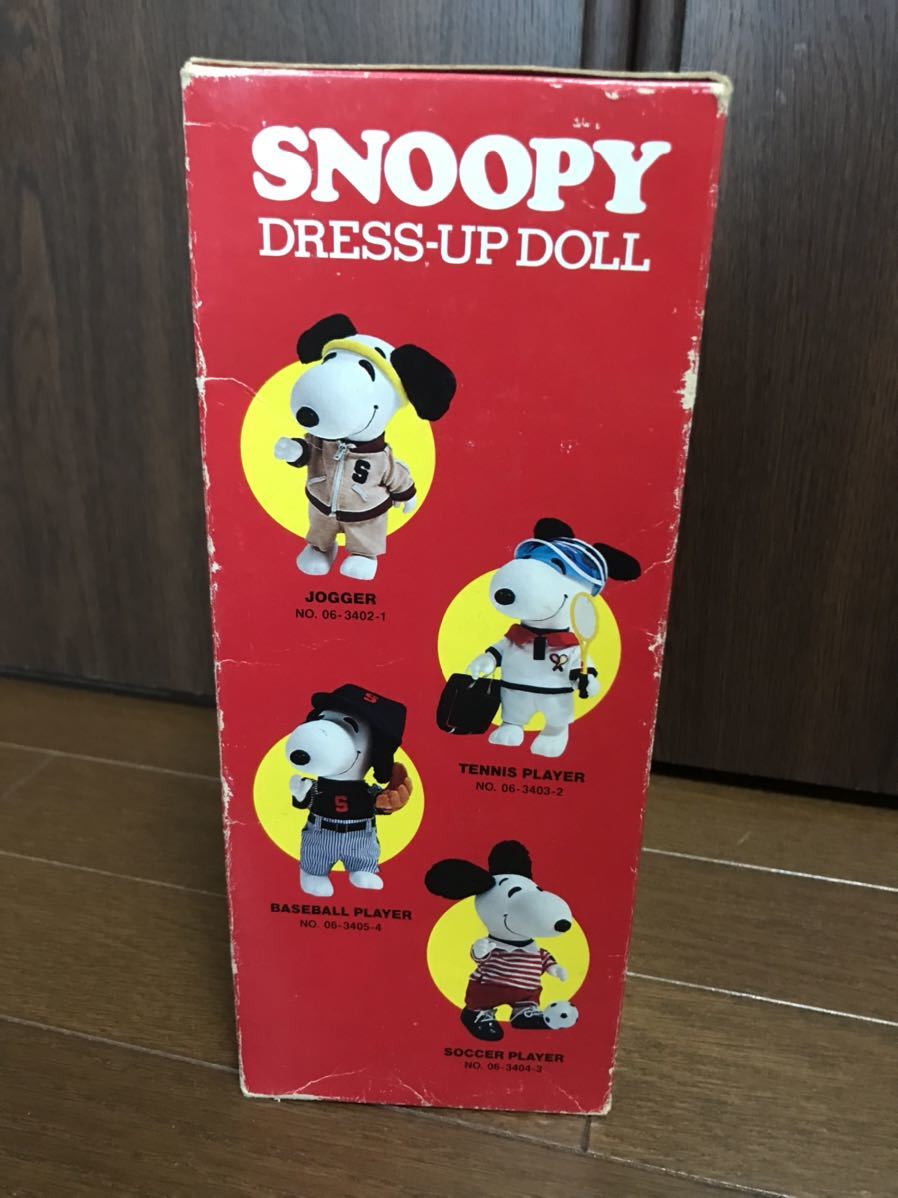 SNOOPY
DRESS-UP DOLL
S
JOGGER
NO. 06-3402-1
TENNIS PLAYER
NO. 06-3403-2
S
S
BASEBALL PLAYER
NO. 06-3405-4
SOCCER PLAYER
NO. 06-3404-3